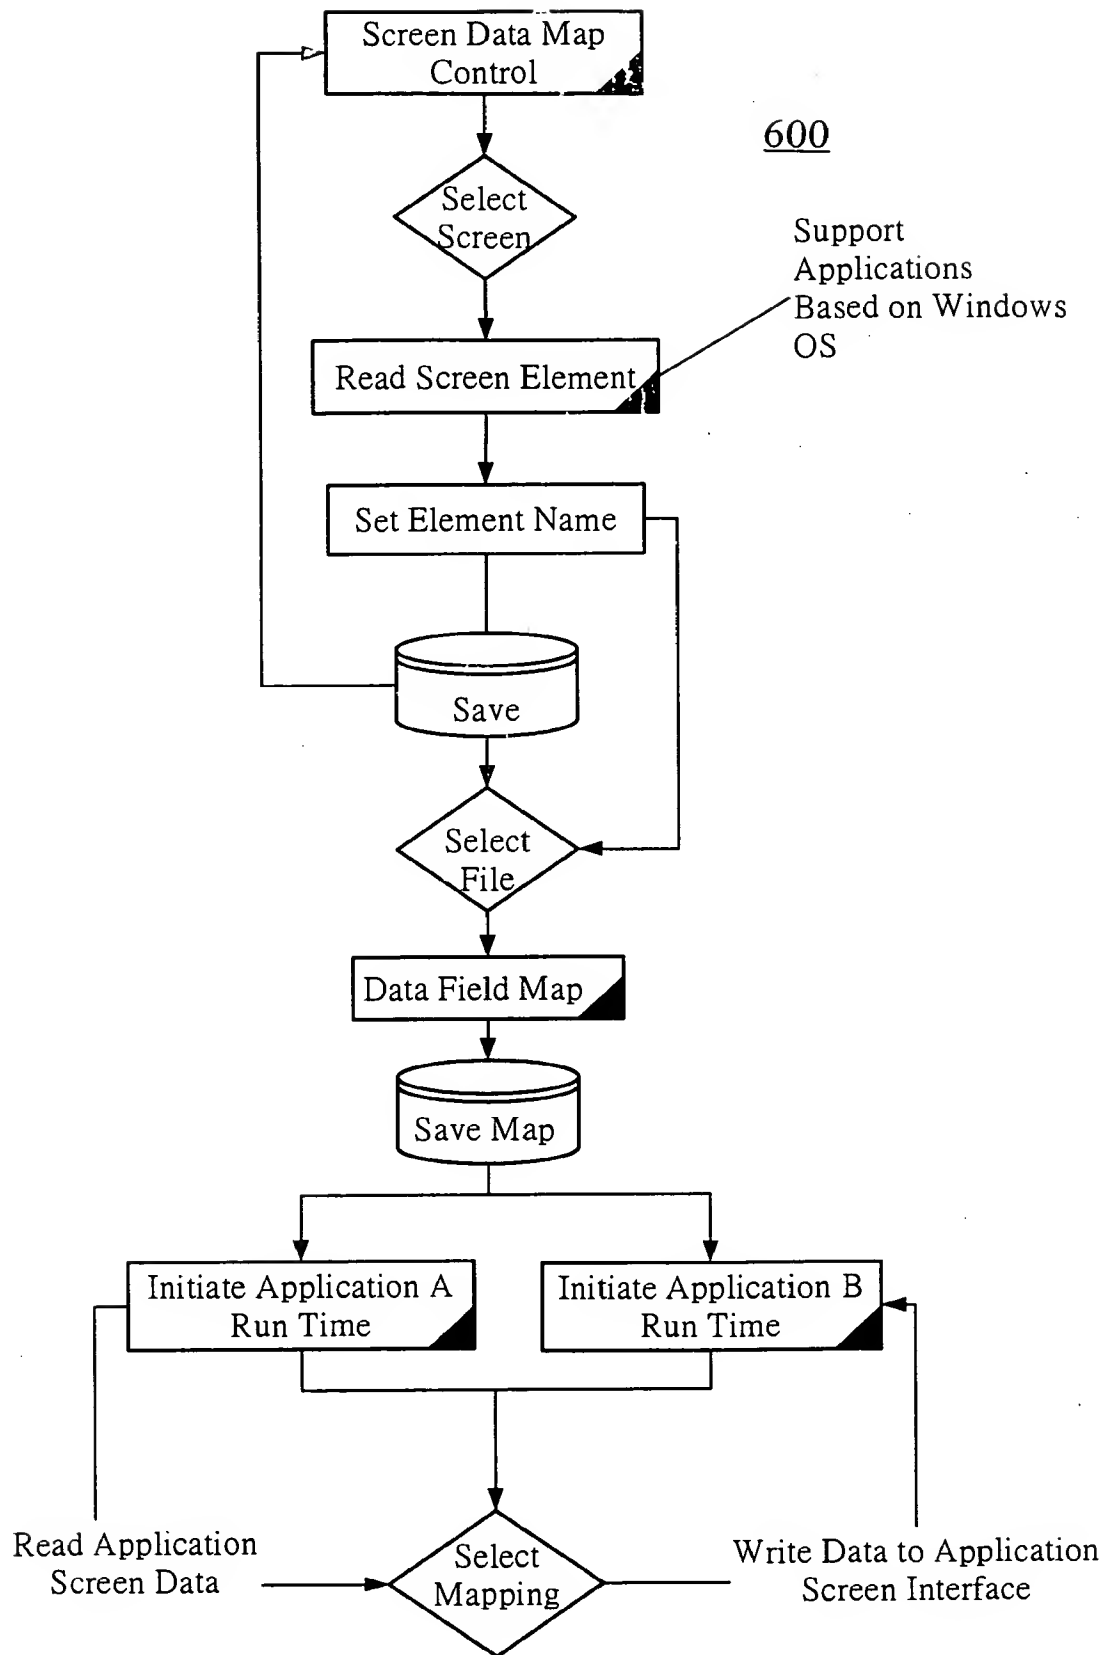 Screen Data Map
Control
600
Select
Screen
Support
Applications
Based on Windows
OS
Read Screen Element
Set Element Name
Save
Select
File
Data Field Map
Save Map
Initiate Application A
Run Time
Initiate Application B
Run Time
Read Application
Screen Data
Select
Mapping
Write Data to Application
Screen Interface